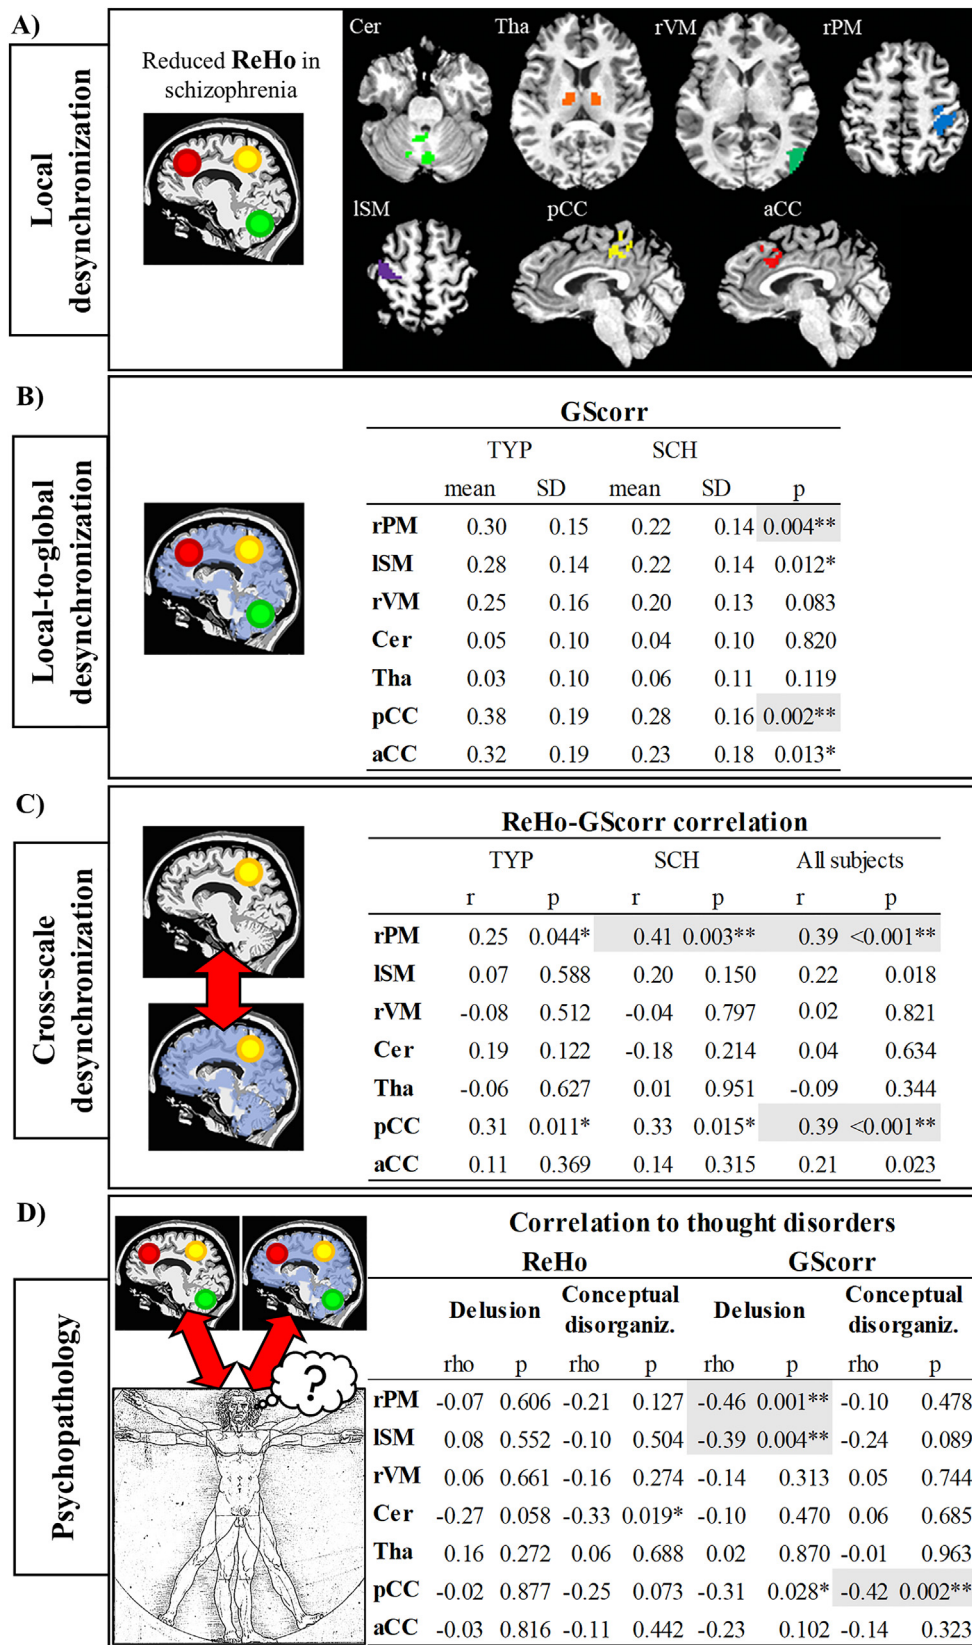 A)
Local
desynchronization
Reduced ReHo in
schizophrenia
Cer Tha rVM rPM
lSM pCC aCC
B)
Local-to-global
desynchronization
GScorr
TYP SCH
mean SD mean SD p
rPM 0.30 0.15 0.22 0.14 0.004**
lSM 0.28 0.14 0.22 0.14 0.012*
rVM 0.25 0.16 0.20 0.13 0.083
Cer 0.05 0.10 0.04 0.10 0.820
Tha 0.03 0.10 0.06 0.11 0.119
pCC 0.38 0.19 0.28 0.16 0.002**
aCC 0.32 0.19 0.23 0.18 0.013*
C)
Cross-scale
desynchronization
ReHo-GScorr correlation
TYP SCH All subjects
r p r p r p
rPM 0.25 0.044* 0.41 0.003** 0.39 <0.001**
lSM 0.07 0.588 0.20 0.150 0.22 0.018
rVM -0.08 0.512 -0.04 0.797 0.02 0.821
Cer 0.19 0.122 -0.18 0.214 0.04 0.634
Tha -0.06 0.627 0.01 0.951 -0.09 0.344
pCC 0.31 0.011* 0.33 0.015* 0.39 <0.001**
aCC 0.11 0.369 0.14 0.315 0.21 0.023
D)
Psychopathology
?
Correlation to thought disorders
ReHo GScorr
Delusion Conceptual disorganiz. Delusion Conceptual disorganiz.
rho p rho p rho p rho p
rPM -0.07 0.606 -0.21 0.127 -0.46 0.001** -0.10 0.478
lSM 0.08 0.552 -0.10 0.504 -0.39 0.004** -0.24 0.089
rVM 0.06 0.661 -0.16 0.274 -0.14 0.313 0.05 0.744
Cer -0.27 0.058 -0.33 0.019* -0.10 0.470 0.06 0.685
Tha 0.16 0.272 0.06 0.688 0.02 0.870 -0.01 0.963
pCC -0.02 0.877 -0.25 0.073 -0.31 0.028* -0.42 0.002**
aCC -0.03 0.816 -0.11 0.442 -0.23 0.102 -0.14 0.323